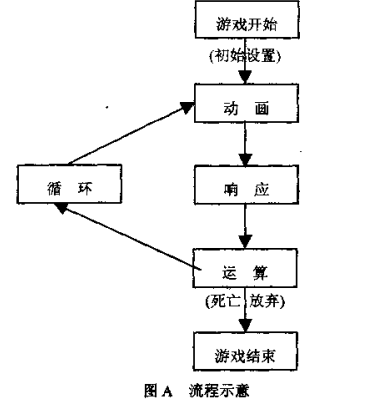 游戏开始
(初始设置)
动 画
循 环
响 应
运 算
(死亡 放弃)
游戏结束
图 A 流程示意